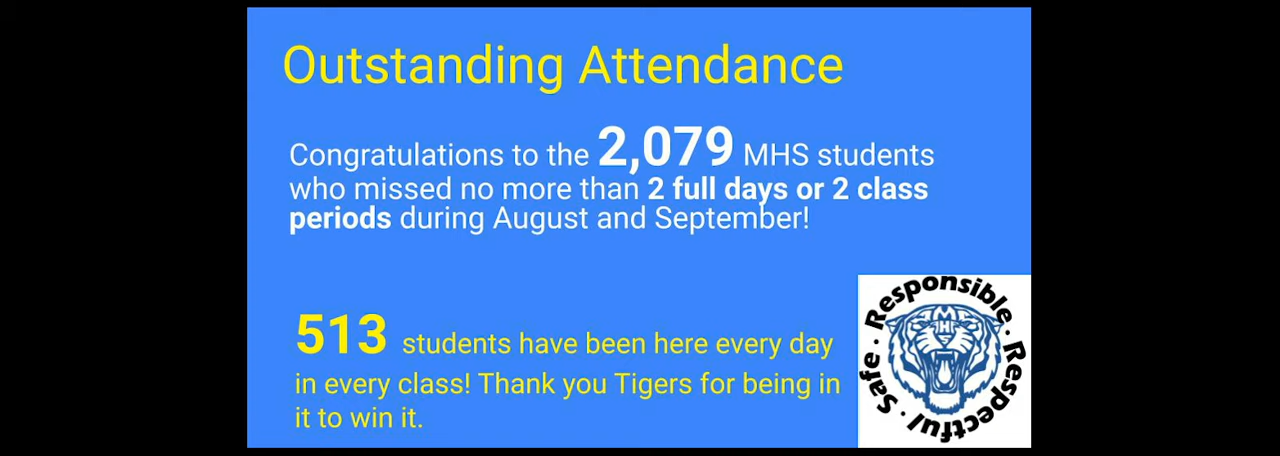 Outstanding Attendance
Congratulations to the 2,079 MHS students
who missed no more than 2 full days or 2 class
periods during August and September!
513 students have been here every day
in every class! Thank you Tigers for being in
it to win it.
Safe · Responsible · Respectful ·
MHS